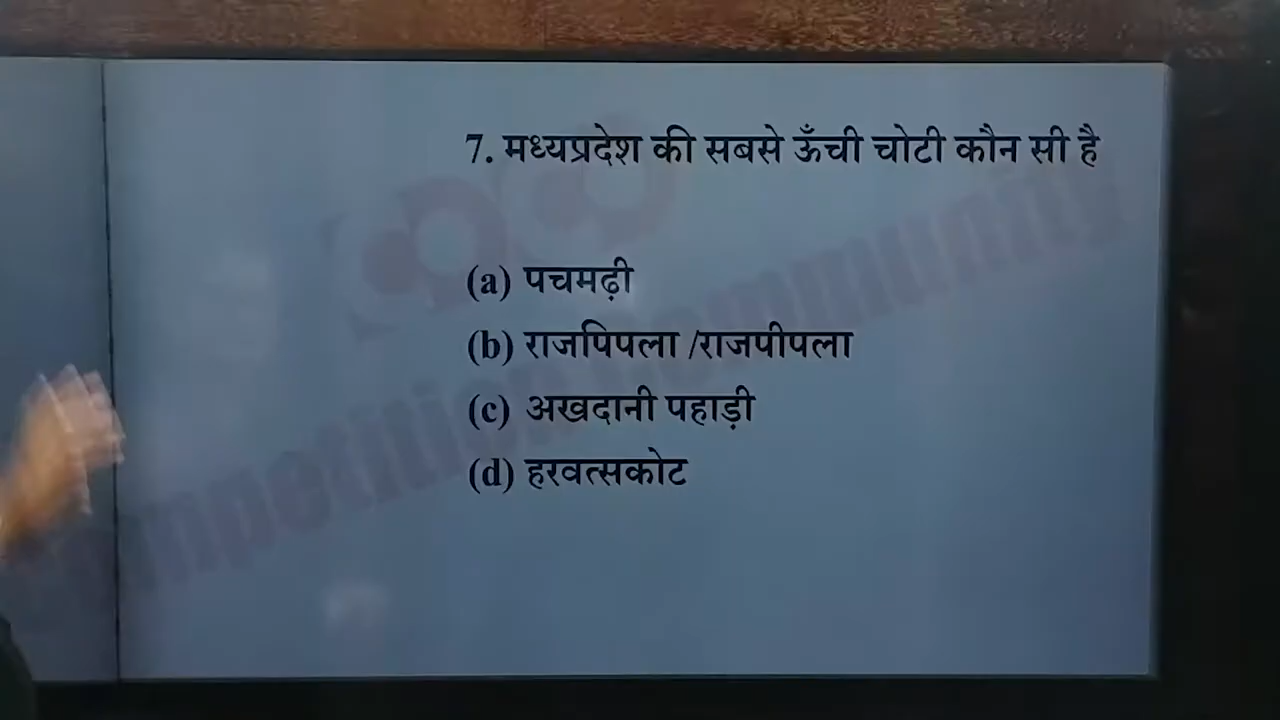 7. मध्यप्रदेश की सबसे ऊँची चोटी कौन सी है
(a) पचमढ़ी
(b) राजपिपला /राजपीपला
(c) अखदानी पहाड़ी
(d) हरवत्सकोट